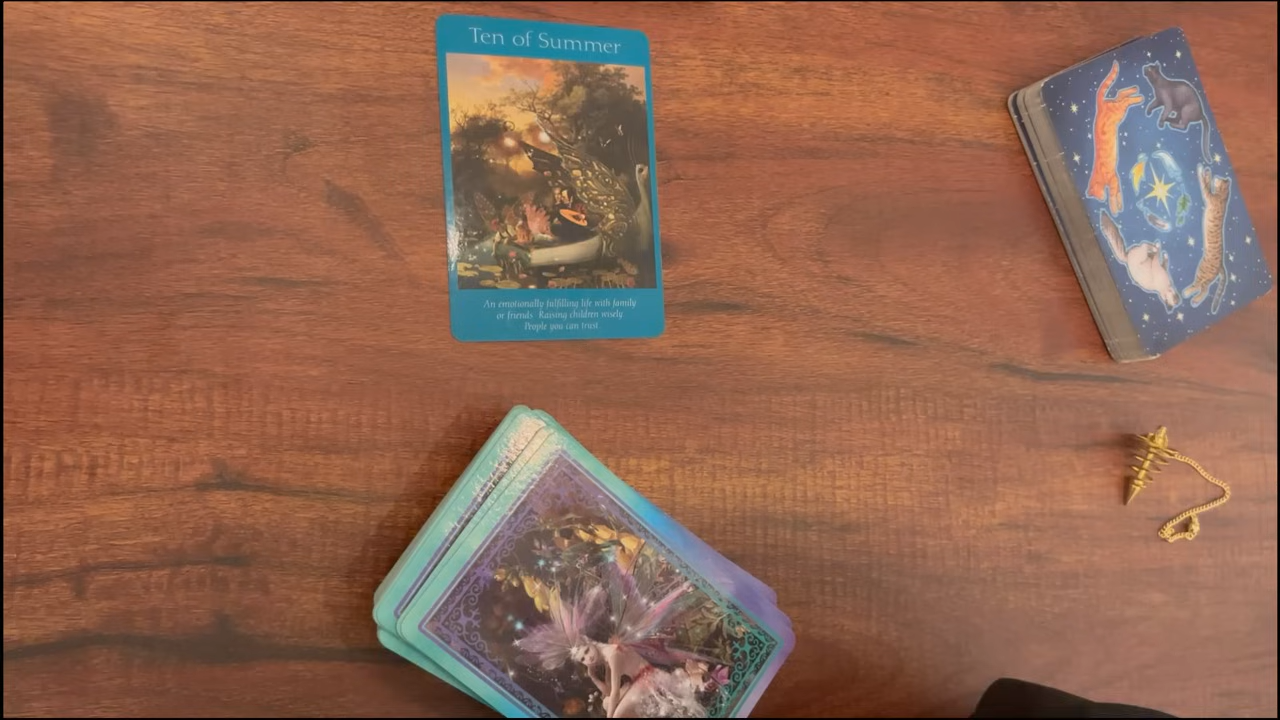 Ten of Summer
An emotionally fulfilling life with family
or friends Raising children wisely
People you can trust